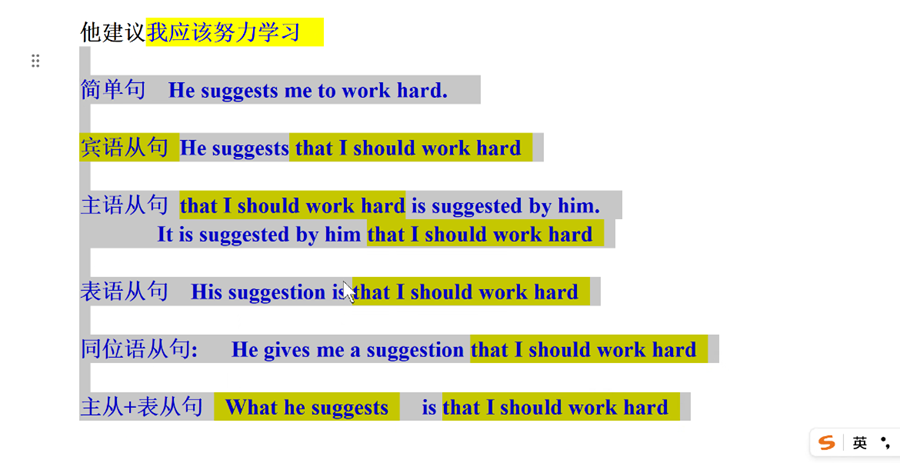 他建议我应该努力学习
简单句 He suggests me to work hard.
宾语从句 He suggests that I should work hard
主语从句 that I should work hard is suggested by him.
It is suggested by him that I should work hard
表语从句 His suggestion is that I should work hard
同位语从句: He gives me a suggestion that I should work hard
主从+表从句 What he suggests is that I should work hard
英